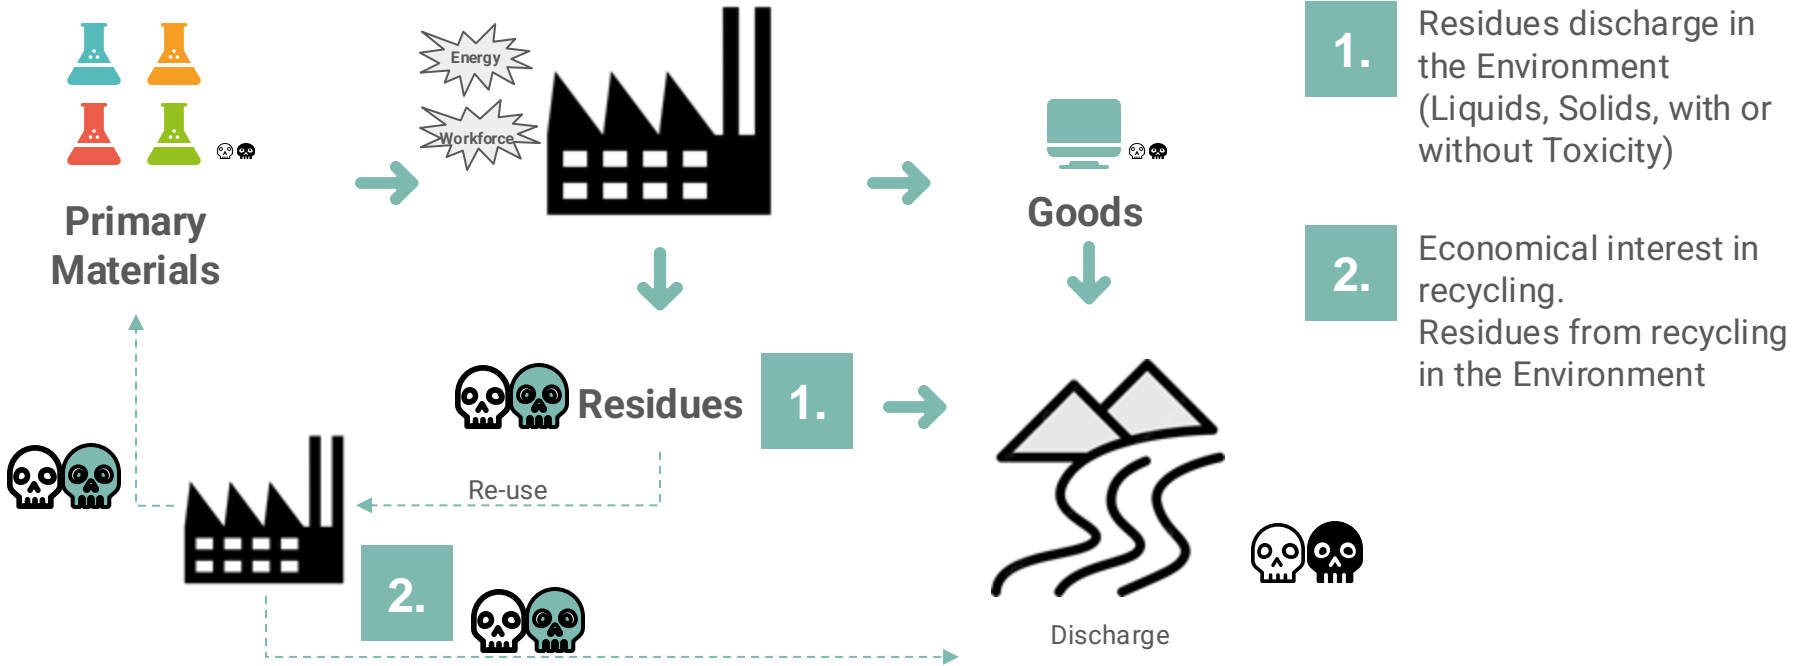 Energy
Workforce
Primary
Materials
Goods
Residues
1.
Re-use
2.
Discharge
1.
Residues discharge in
the Environment
(Liquids, Solids, with or
without Toxicity)
2.
Economical interest in
recycling.
Residues from recycling
in the Environment